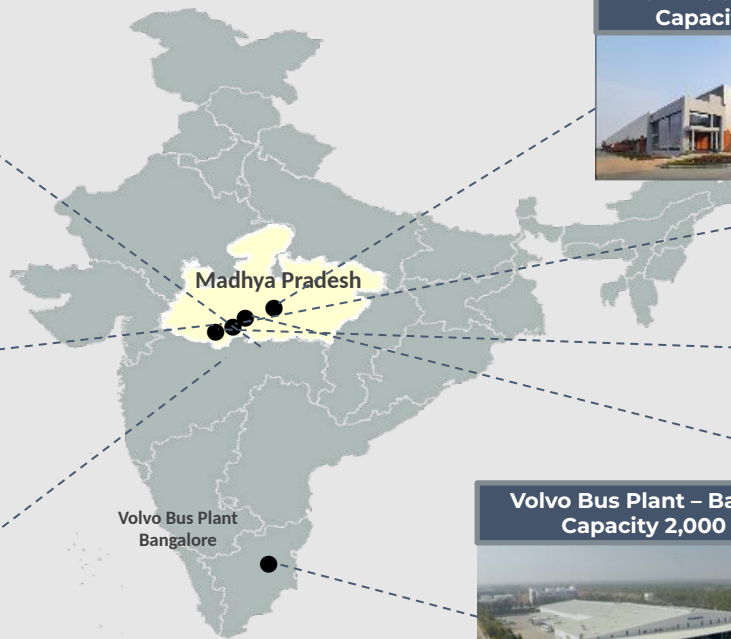 Capaci
Madhya Pradesh
Volvo Bus Plant
Bangalore
Volvo Bus Plant – Ba
Capacity 2,000